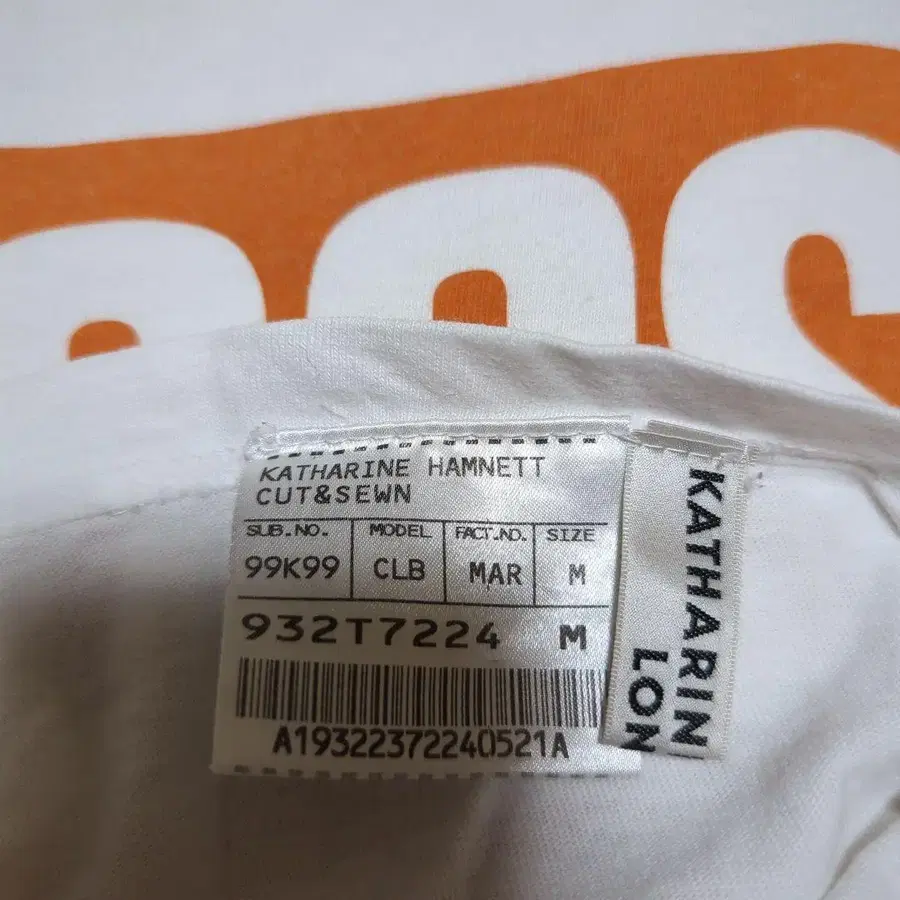 KATHARINE HAMNETT
CUT&SEWN
SUB.NO. MODEL FACT.NO. SIZE
99K99 CLB MAR M
932T7224 M
A19322372240521A
KATHARIN
LON